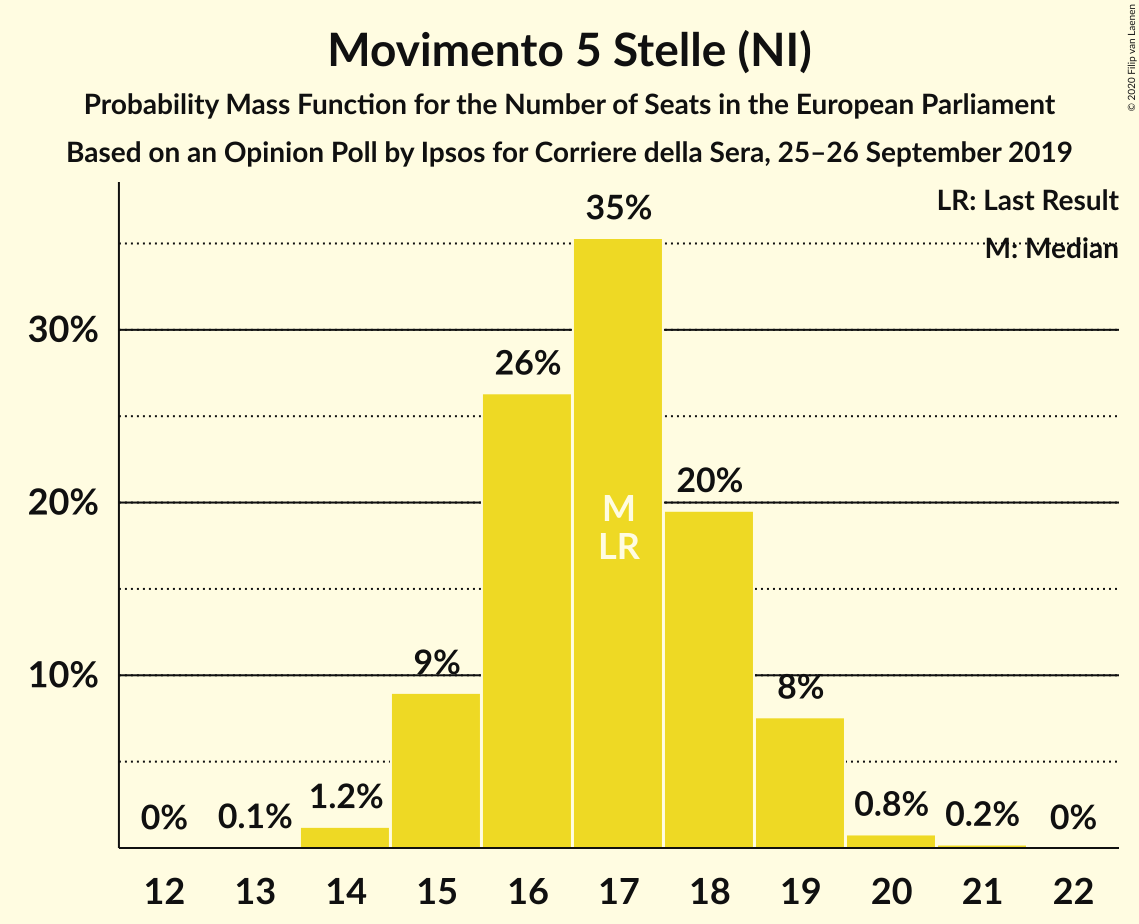 Movimento 5 Stelle (NI)
Probability Mass Function for the Number of Seats in the European Parliament
Based on an Opinion Poll by Ipsos for Corriere della Sera, 25–26 September 2019
© 2020 Filip van Laenen
LR: Last Result
M: Median
30%
20%
10%
0%
0.1%
1.2%
9%
26%
35%
20%
8%
0.8%
0.2%
0%
M
LR
12 13 14 15 16 17 18 19 20 21 22